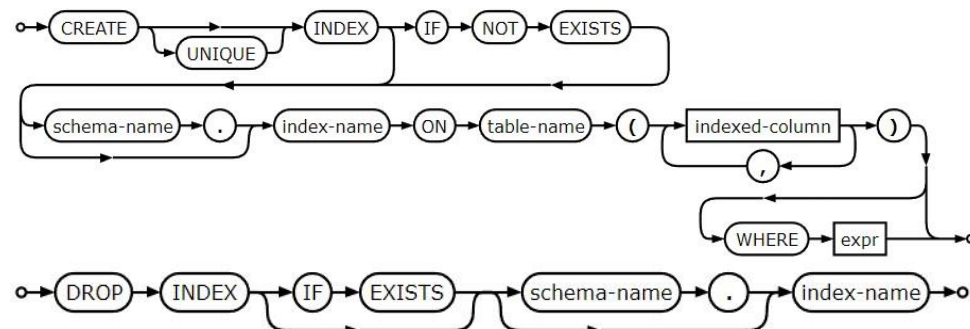 CREATE UNIQUE INDEX IF NOT EXISTS
schema-name . index-name ON table-name ( indexed-column )
,
WHERE expr
DROP INDEX IF EXISTS schema-name . index-name